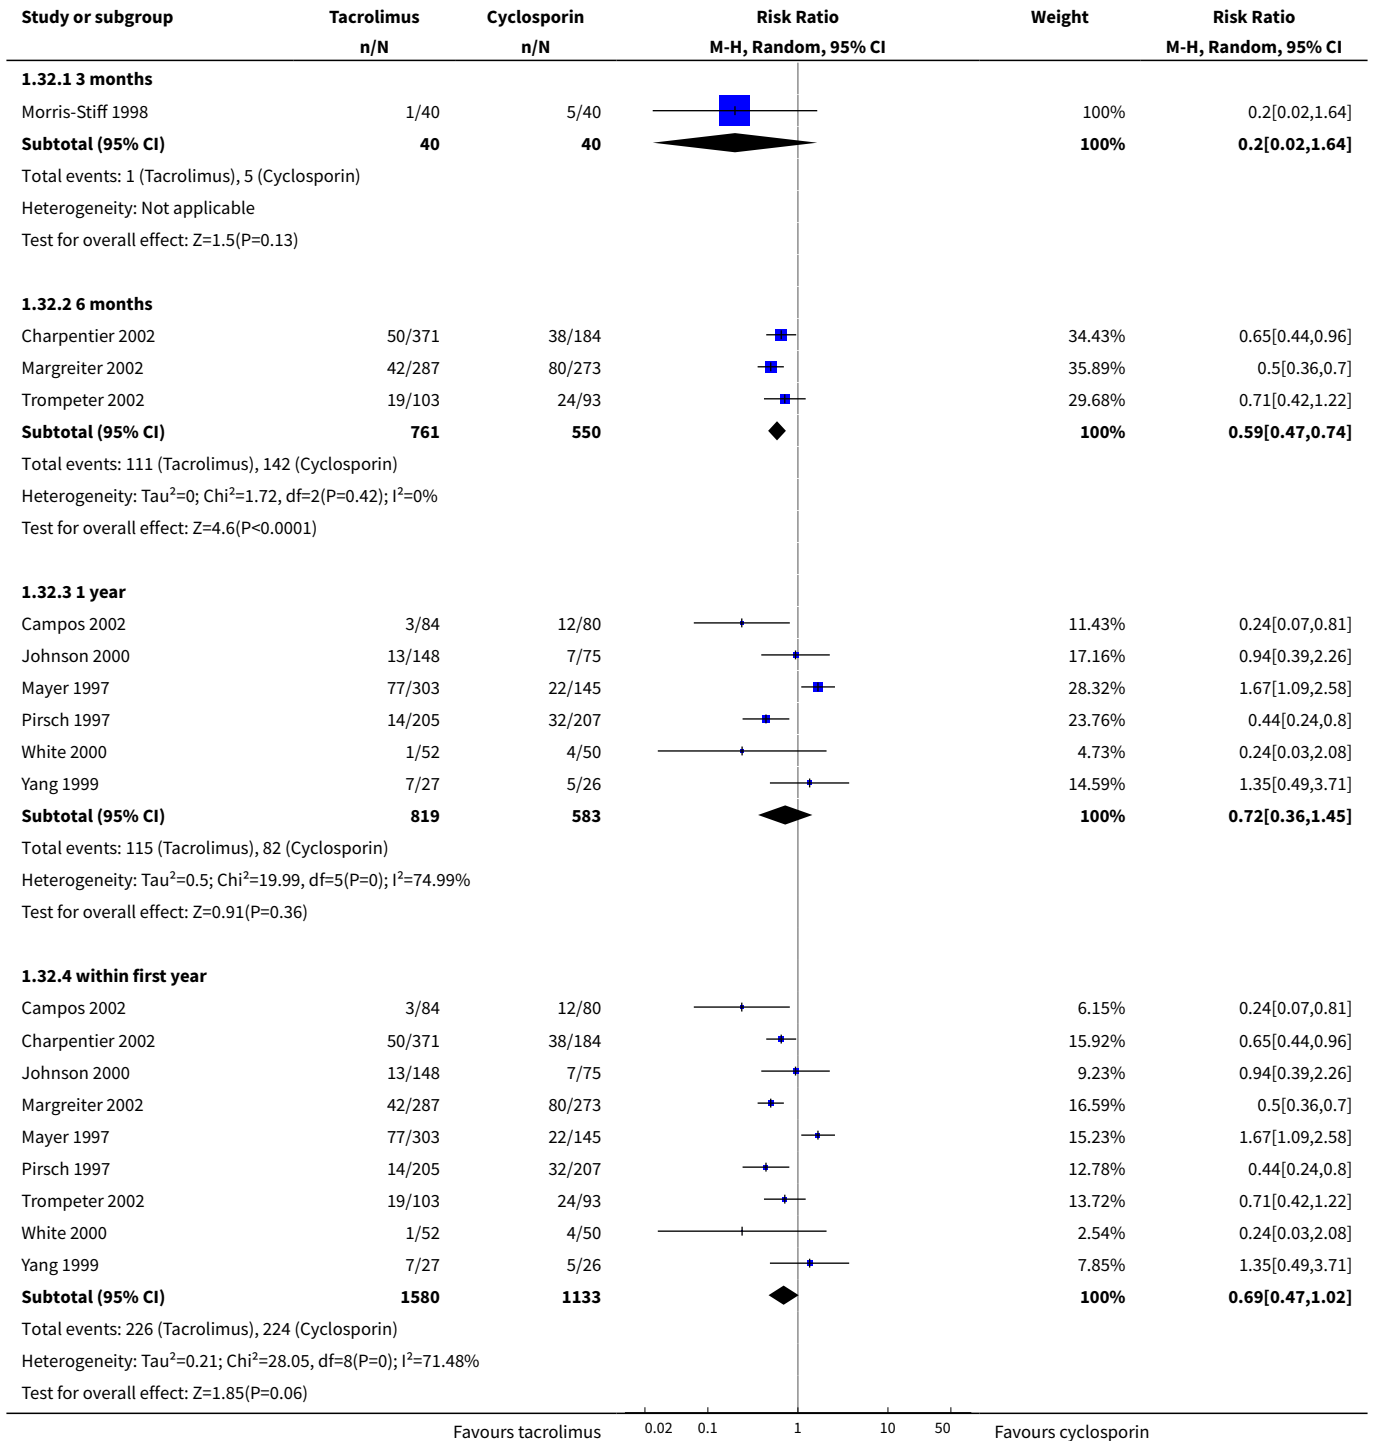 Study or subgroup Tacrolimus Cyclosporin Risk Ratio Weight Risk Ratio
n/N n/N M-H, Random, 95% CI M-H, Random, 95% CI
1.32.1 3 months
Morris-Stiff 1998 1/40 5/40 100% 0.2[0.02,1.64]
Subtotal (95% CI) 40 40 100% 0.2[0.02,1.64]
Total events: 1 (Tacrolimus), 5 (Cyclosporin)
Heterogeneity: Not applicable
Test for overall effect: Z=1.5(P=0.13)
1.32.2 6 months
Charpentier 2002 50/371 38/184 34.43% 0.65[0.44,0.96]
Margreiter 2002 42/287 80/273 35.89% 0.5[0.36,0.7]
Trompeter 2002 19/103 24/93 29.68% 0.71[0.42,1.22]
Subtotal (95% CI) 761 550 100% 0.59[0.47,0.74]
Total events: 111 (Tacrolimus), 142 (Cyclosporin)
Heterogeneity: Tau²=0; Chi²=1.72, df=2(P=0.42); I²=0%
Test for overall effect: Z=4.6(P<0.0001)
1.32.3 1 year
Campos 2002 3/84 12/80 11.43% 0.24[0.07,0.81]
Johnson 2000 13/148 7/75 17.16% 0.94[0.39,2.26]
Mayer 1997 77/303 22/145 28.32% 1.67[1.09,2.58]
Pirsch 1997 14/205 32/207 23.76% 0.44[0.24,0.8]
White 2000 1/52 4/50 4.73% 0.24[0.03,2.08]
Yang 1999 7/27 5/26 14.59% 1.35[0.49,3.71]
Subtotal (95% CI) 819 583 100% 0.72[0.36,1.45]
Total events: 115 (Tacrolimus), 82 (Cyclosporin)
Heterogeneity: Tau²=0.5; Chi²=19.99, df=5(P=0); I²=74.99%
Test for overall effect: Z=0.91(P=0.36)
1.32.4 within first year
Campos 2002 3/84 12/80 6.15% 0.24[0.07,0.81]
Charpentier 2002 50/371 38/184 15.92% 0.65[0.44,0.96]
Johnson 2000 13/148 7/75 9.23% 0.94[0.39,2.26]
Margreiter 2002 42/287 80/273 16.59% 0.5[0.36,0.7]
Mayer 1997 77/303 22/145 15.23% 1.67[1.09,2.58]
Pirsch 1997 14/205 32/207 12.78% 0.44[0.24,0.8]
Trompeter 2002 19/103 24/93 13.72% 0.71[0.42,1.22]
White 2000 1/52 4/50 2.54% 0.24[0.03,2.08]
Yang 1999 7/27 5/26 7.85% 1.35[0.49,3.71]
Subtotal (95% CI) 1580 1133 100% 0.69[0.47,1.02]
Total events: 226 (Tacrolimus), 224 (Cyclosporin)
Heterogeneity: Tau²=0.21; Chi²=28.05, df=8(P=0); I²=71.48%
Test for overall effect: Z=1.85(P=0.06)
Favours tacrolimus 0.02 0.1 1 10 50 Favours cyclosporin